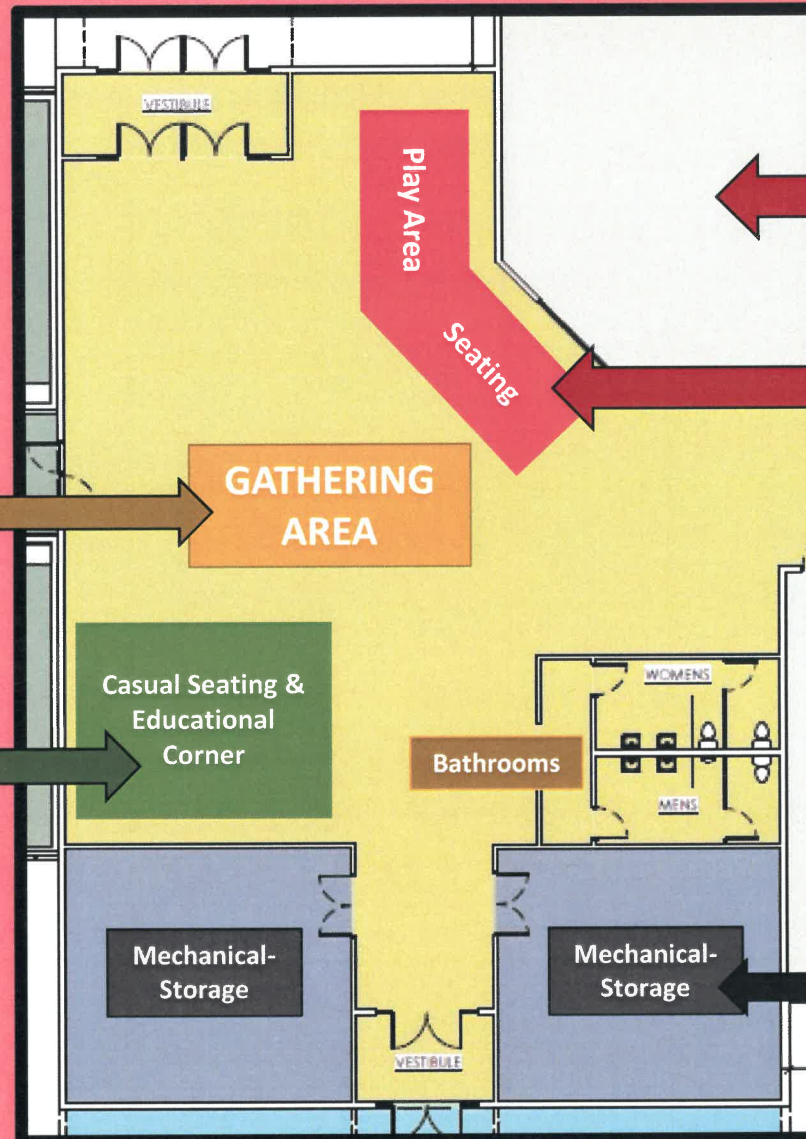 VESTIBULE
Play Area
Seating
GATHERING
AREA
Casual Seating &
Educational
Corner
WOMENS
Bathrooms
MENS
Mechanical-
Storage
Mechanical-
Storage
VESTIBULE